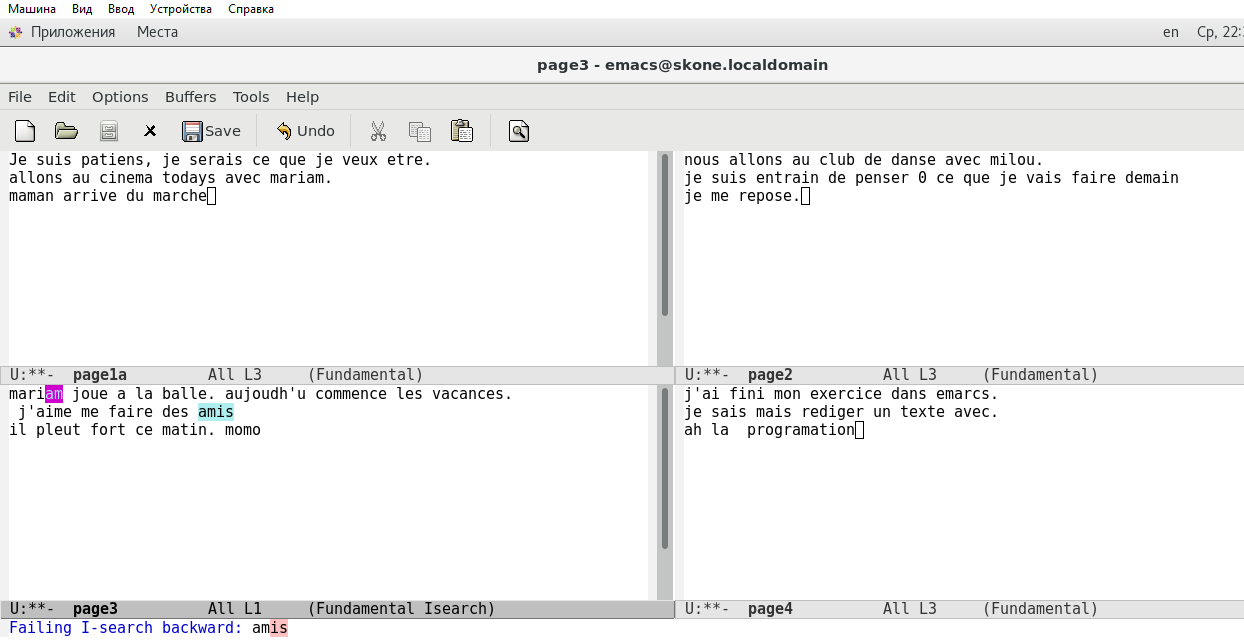 Машина Вид Ввод Устройства Справка
Приложения Места en Ср, 22:
page3 - emacs@skone.localdomain
File Edit Options Buffers Tools Help
Save Undo
Je suis patiens, je serais ce que je veux etre.
allons au cinema todays avec mariam.
maman arrive du marche
U:**- page1a All L3 (Fundamental)
nous allons au club de danse avec milou.
je suis entrain de penser 0 ce que je vais faire demain
je me repose.
U:**- page2 All L3 (Fundamental)
mariam joue a la balle. aujoudh'u commence les vacances.
j'aime me faire des amis
il pleut fort ce matin. momo
U:**- page3 All L1 (Fundamental Isearch)
j'ai fini mon exercice dans emarcs.
je sais mais rediger un texte avec.
ah la  programation
U:**- page4 All L3 (Fundamental)
Failing I-search backward: amis